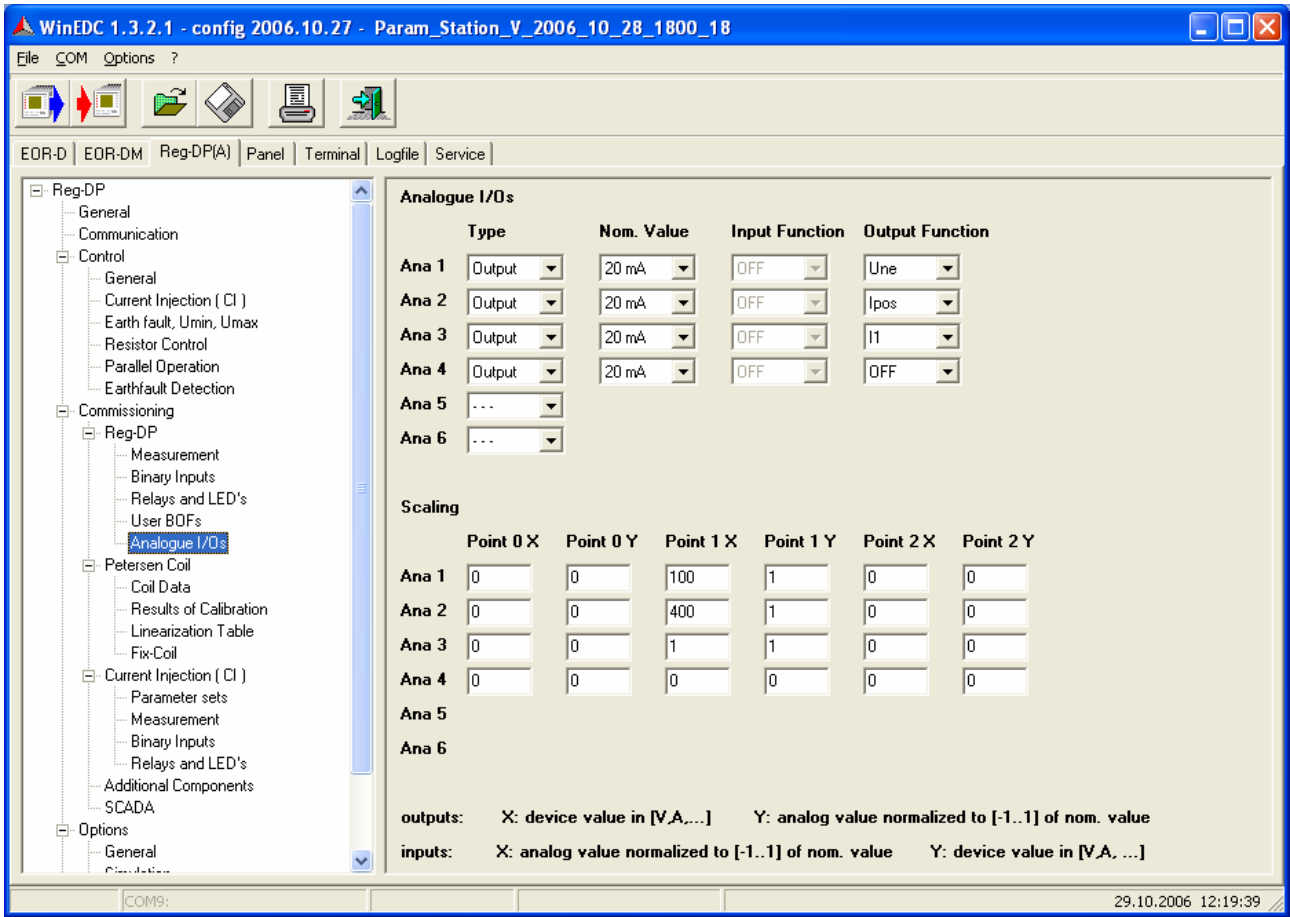 WinEDC 1.3.2.1 - config 2006.10.27 - Param_Station_V_2006_10_28_1800_18
File COM Options ?
EOR-D EOR-DM Reg-DP(A) Panel Terminal Logfile Service
Reg-DP
General
Communication
Control
General
Current Injection ( CI )
Earth fault, Umin, Umax
Resistor Control
Parallel Operation
Earthfault Detection
Commissioning
Reg-DP
Measurement
Binary Inputs
Relays and LED's
User BOFs
Analogue I/Os
Petersen Coil
Coil Data
Results of Calibration
Linearization Table
Fix-Coil
Current Injection ( CI )
Parameter sets
Measurement
Binary Inputs
Relays and LED's
Additional Components
SCADA
Options
General
Simulation
Analogue I/Os
Type Nom. Value Input Function Output Function
Ana 1 Output 20 mA OFF Une
Ana 2 Output 20 mA OFF Ipos
Ana 3 Output 20 mA OFF I1
Ana 4 Output 20 mA OFF OFF
Ana 5 - - -
Ana 6 - - -
Scaling
Point 0 X Point 0 Y Point 1 X Point 1 Y Point 2 X Point 2 Y
Ana 1 0 0 100 1 0 0
Ana 2 0 0 400 1 0 0
Ana 3 0 0 1 1 0 0
Ana 4 0 0 0 0 0 0
Ana 5
Ana 6
outputs: X: device value in [V,A,...] Y: analog value normalized to [-1..1] of nom. value
inputs: X: analog value normalized to [-1..1] of nom. value Y: device value in [V,A, ...]
COM9: 29.10.2006 12:19:39